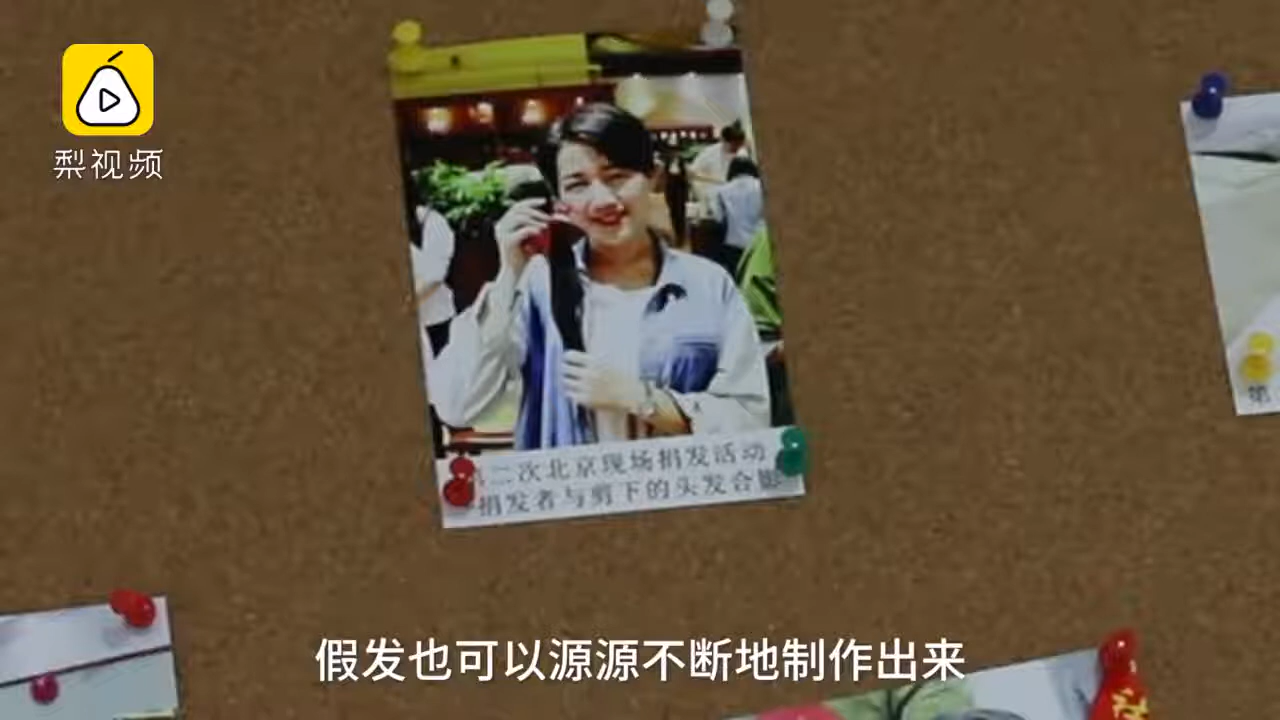 梨视频
第二次北京现场捐发活动
捐发者与剪下的头发合影
第
假发也可以源源不断地制作出来